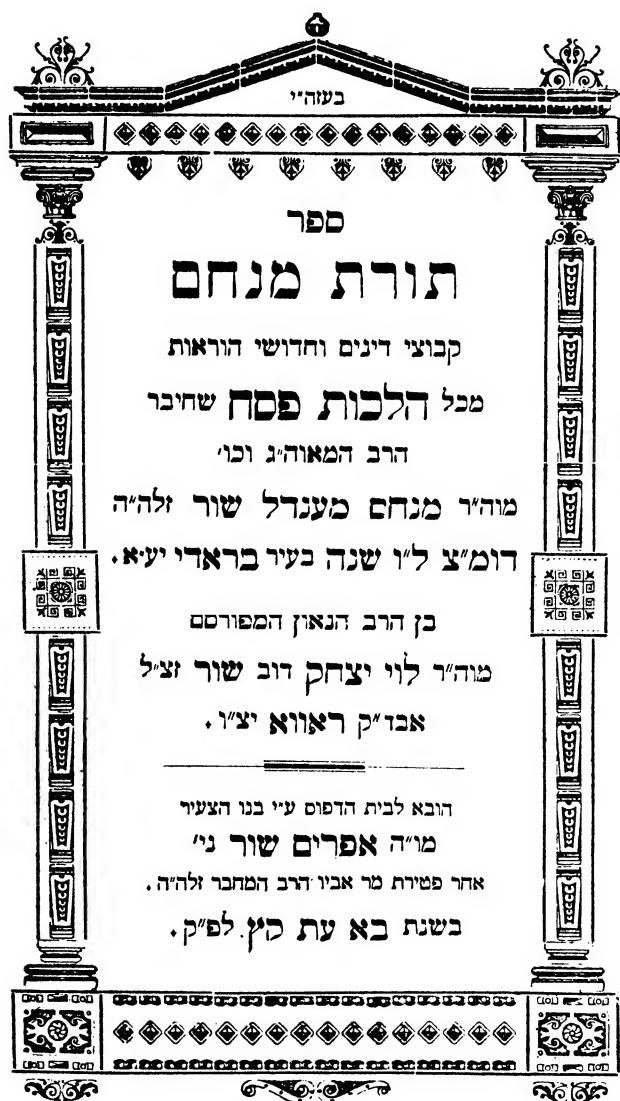 בעזה״י
ספר
תורת מנחם
קבוצי דינים וחדושי הוראות
מכל הלכות פסח שחיבר
הרב המאוה״ג וכו׳
מוה״ר מנחם מענדל שור זלה״ה
דומ״צ ל״ו שנה בעיר בראדי יע״א.
בן הרב הגאון המפורסם
מוה״ר לוי יצחק דוב שור זצ״ל
אבד״ק ראווא יצ״ו.
הובא לבית הדפוס ע״י בנו הצעיר
מו״ה אפרים שור ני׳
אחר פטירת מר אביו הרב המחבר זלה״ה.
בשנת בא עת קץ. לפ״ק.